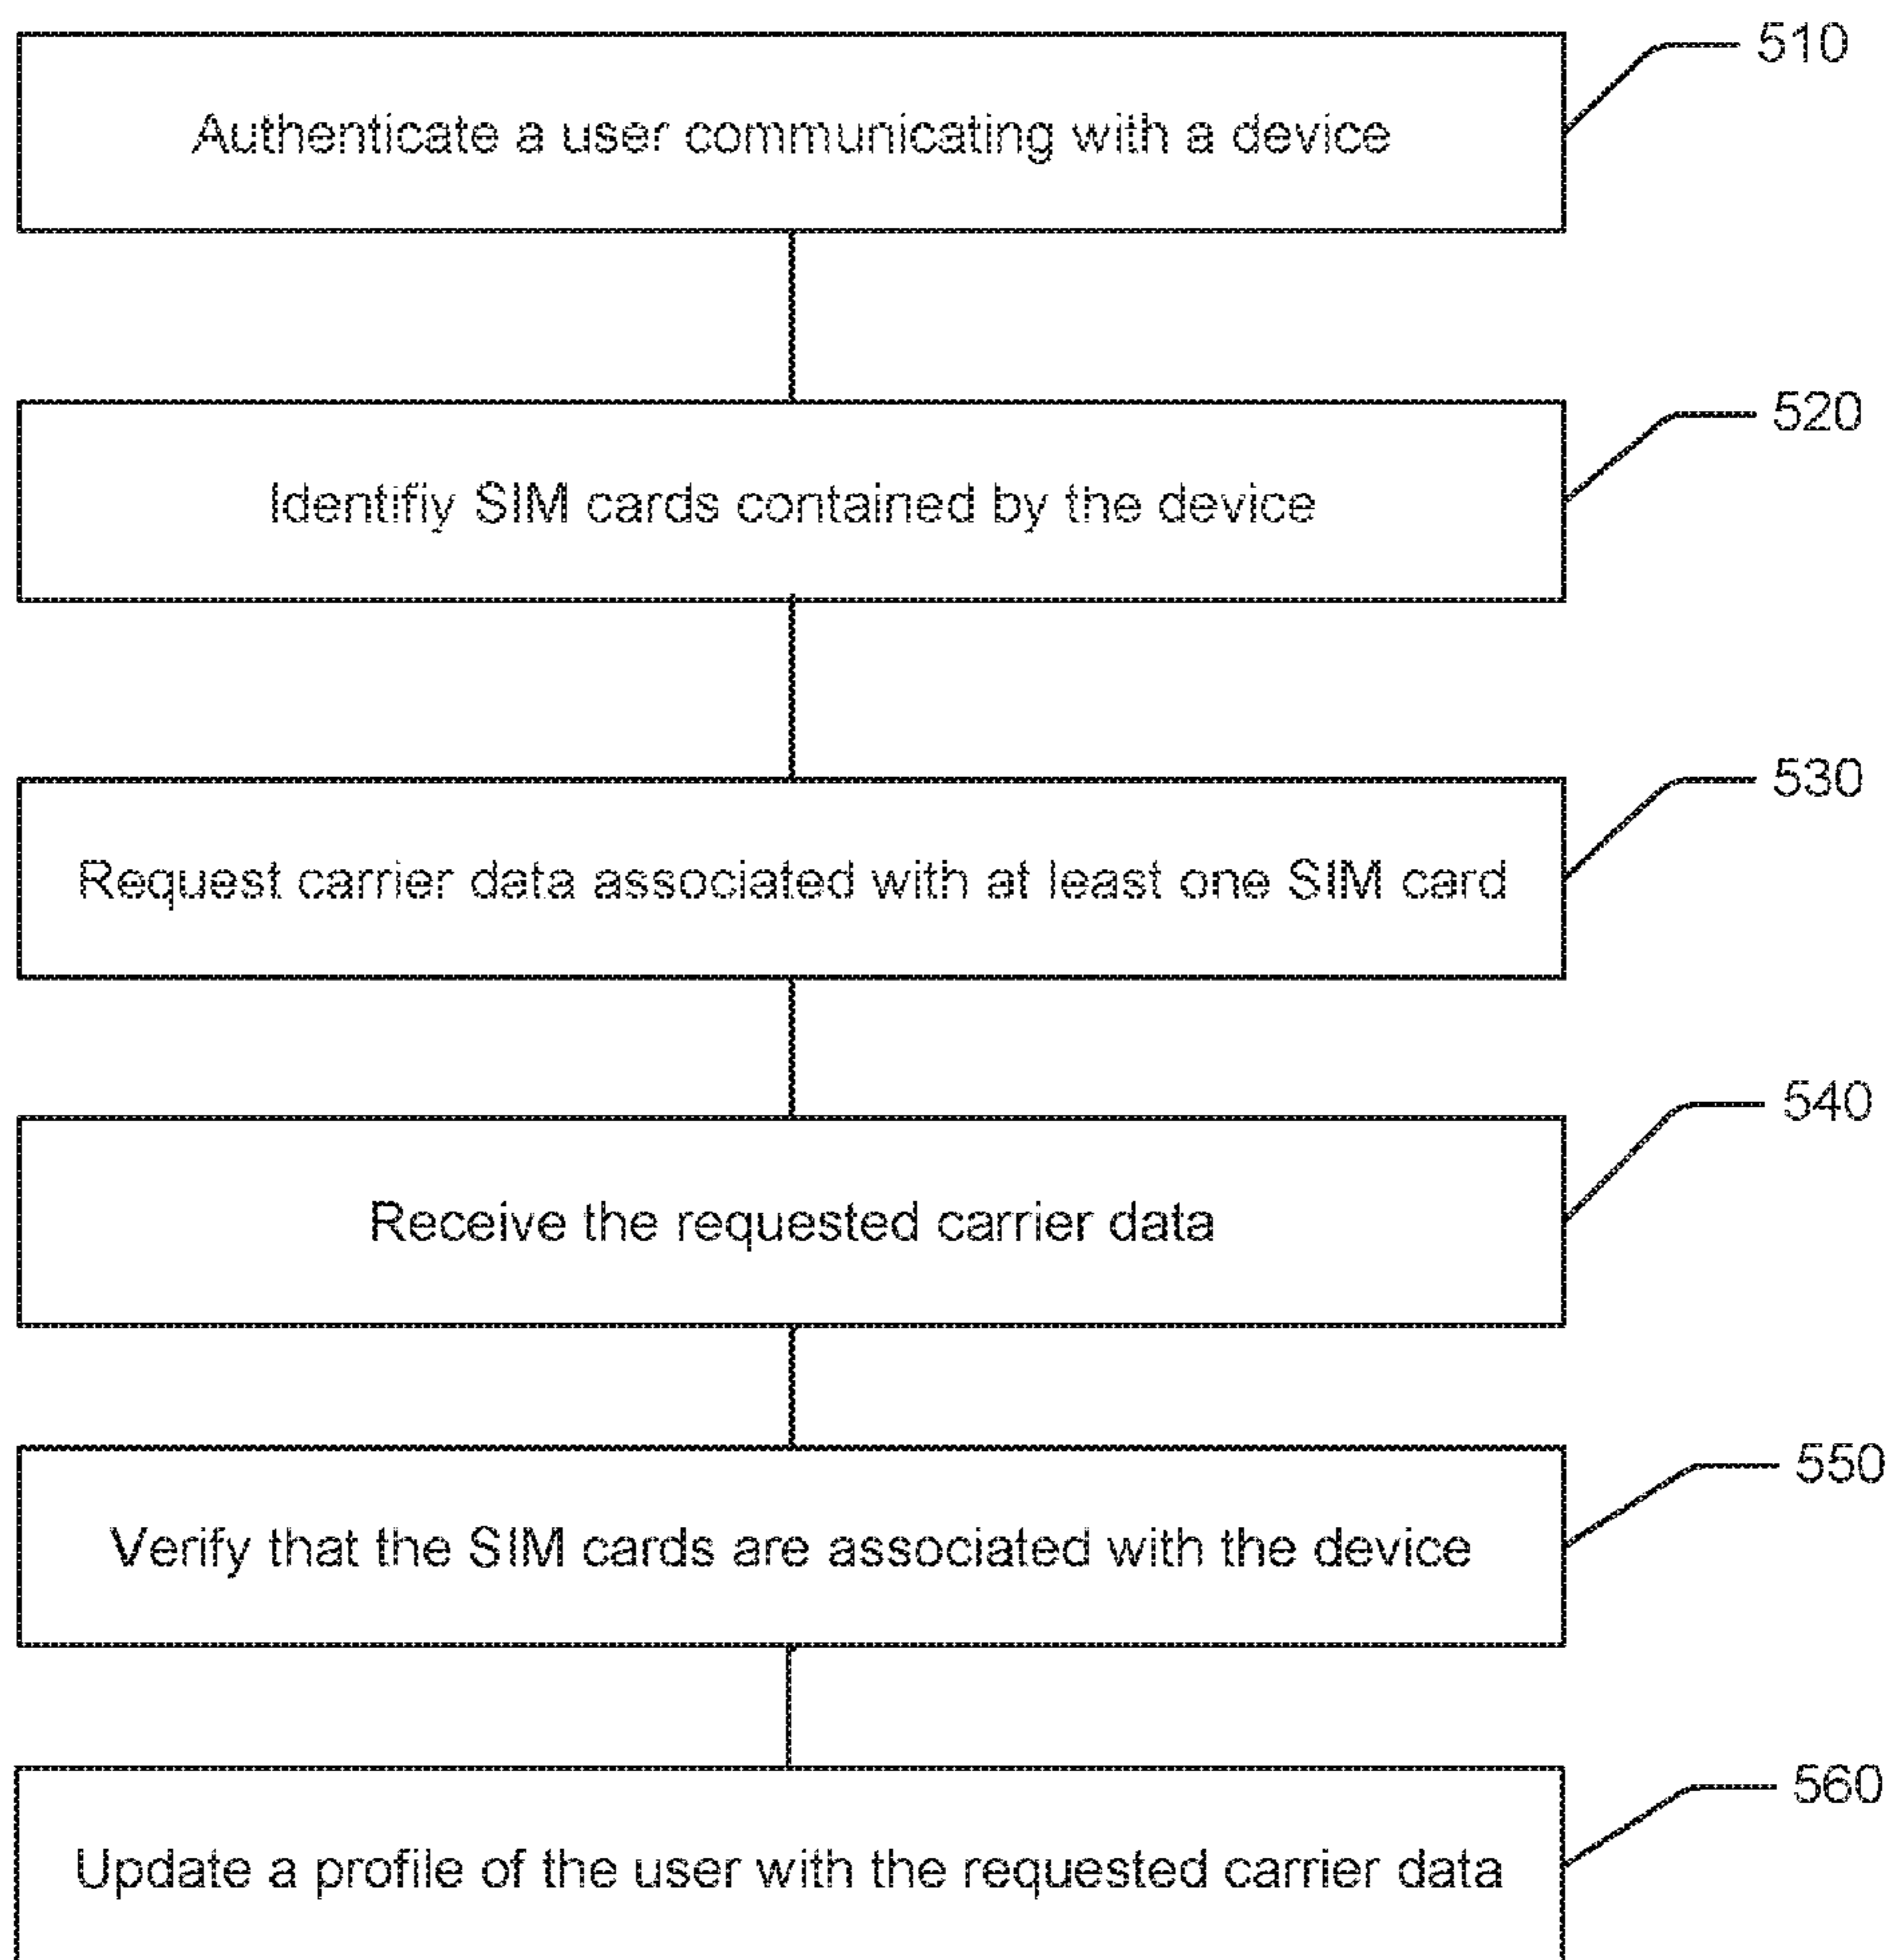 510
Authenticate a user communicating with a device
520
Identifiy SIM cards contained by the device
530
Request carrier data associated with at least one SIM card
540
Receive the requested carrier data
550
Verify that the SIM cards are associated with the device
560
Update a profile of the user with the requested carrier data